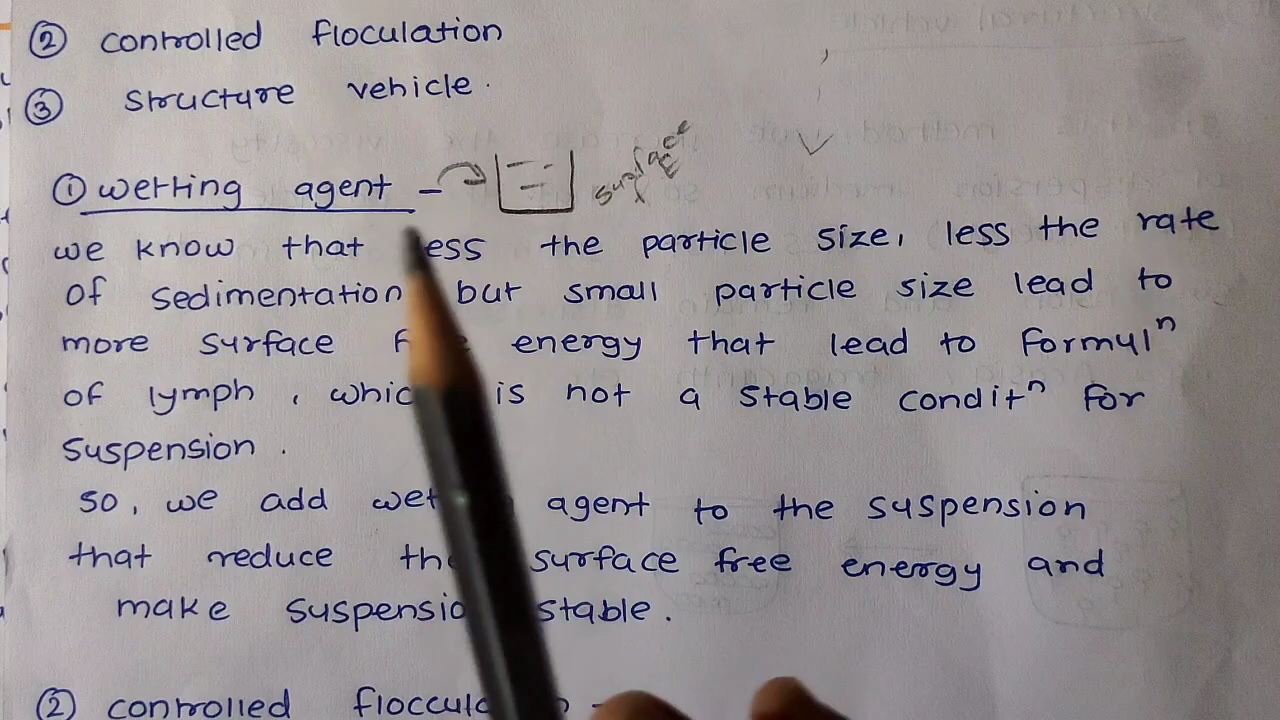 ② controlled floculation
③ structure vehicle.
① wetting agent - surface E
we know that less the particle size, less the rate
of sedimentation but small particle size lead to
more surface energy that lead to formulⁿ
of lymph, which is not a stable conditⁿ for
suspension.
so, we add agent to the suspension
that reduce the surface free energy and
make suspension stable.
② controlled